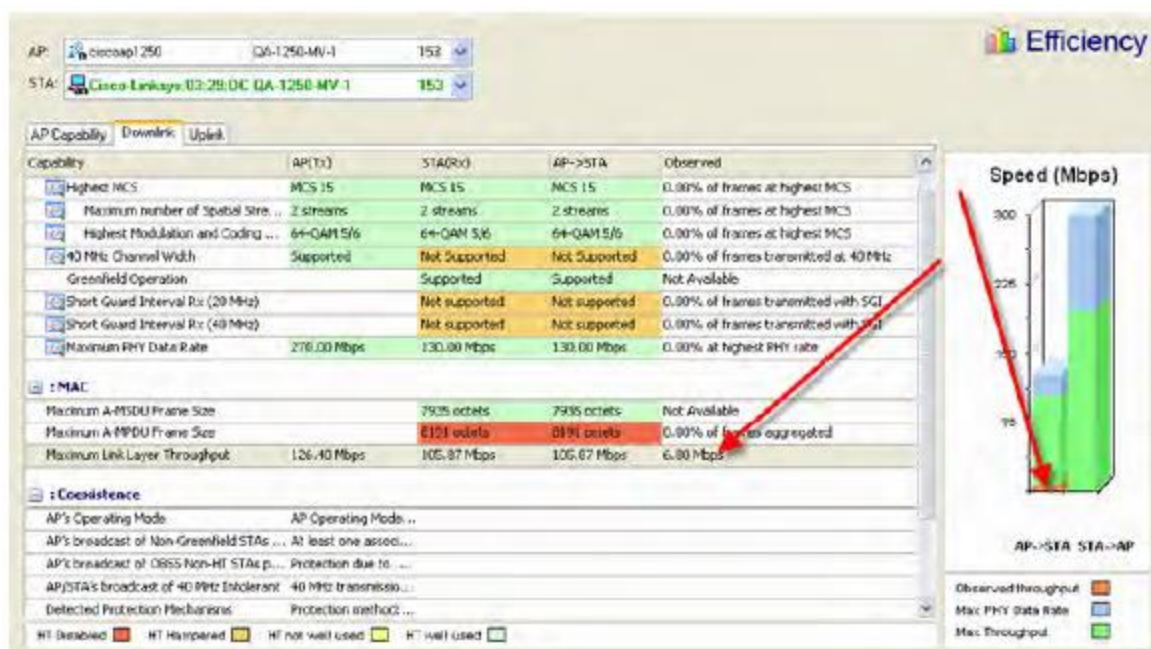 Efficiency
AP: ciscoap1250 QA-1250-MV-1 153
STA: Cisco-Linksys:03:29:DC QA-1250-MV-1 153
AP Capability Downlink Uplink
Capability AP(Tx) STA(Rx) AP->STA Observed
Highest MCS MCS 15 MCS 15 MCS 15 0.00% of frames at highest MCS
Maximum number of Spatial Stre... 2 streams 2 streams 2 streams 0.00% of frames at highest MCS
Highest Modulation and Coding ... 64-QAM 5/6 64-QAM 5/6 64-QAM 5/6 0.00% of frames at highest MCS
40 MHz Channel Width Supported Not Supported Not Supported 0.00% of frames transmitted at 40 MHz
Greenfield Operation Supported Supported Not Available
Short Guard Interval Rx (20 MHz) Not supported Not supported 0.00% of frames transmitted with SGI
Short Guard Interval Rx (40 MHz) Not supported Not supported 0.00% of frames transmitted with SGI
Maximum PHY Data Rate 270.00 Mbps 130.00 Mbps 130.00 Mbps 0.00% at highest PHY rate
:MAC
Maximum A-MSDU Frame Size 7935 octets 7935 octets Not Available
Maximum A-MPDU Frame Size 8191 octets 8191 octets 0.00% of frames aggregated
Maximum Link Layer Throughput 126.40 Mbps 105.87 Mbps 105.87 Mbps 6.80 Mbps
:Coexistence
AP's Operating Mode AP Operating Mode...
AP's broadcast of Non-Greenfield STAs ... At least one associ...
AP's broadcast of OBSS Non-HT STAs p... Protection due to ...
AP/STA's broadcast of 40 MHz Intolerant 40 MHz transmissio...
Detected Protection Mechanisms Protection method: ...
HT Disabled HT Hampered HT not well used HT well used
Speed (Mbps)
300
225
150
75
AP->STA STA->AP
Observed throughput
Max PHY Data Rate
Max Throughput